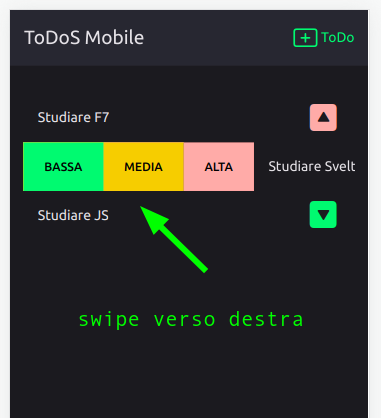 ToDoS Mobile ToDo
Studiare F7
BASSA MEDIA ALTA Studiare Svelt
Studiare JS
swipe verso destra